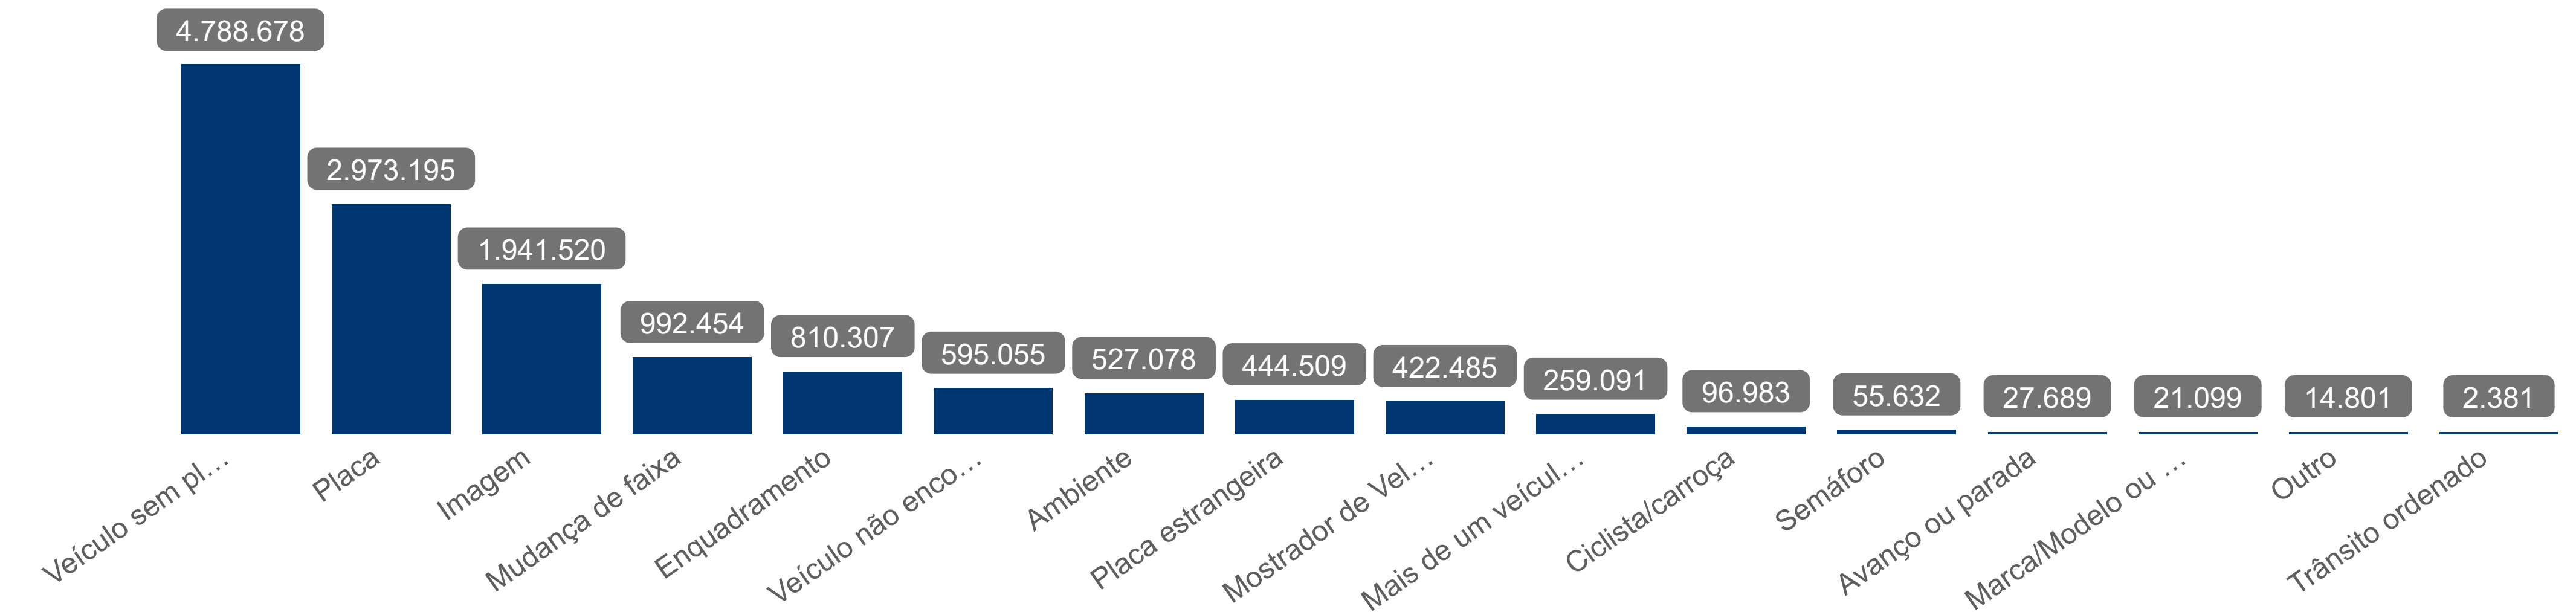 4.788.678
2.973.195
1.941.520
992.454
810.307
595.055
527.078
444.509
422.485
259.091
96.983
55.632
27.689
21.099
14.801
2.381
Veículo sem pl…
Placa
Imagem
Mudança de faixa
Enquadramento
Veículo não enco…
Ambiente
Placa estrangeira
Mostrador de Vel…
Mais de um veícul…
Ciclista/carroça
Semáforo
Avanço ou parada
Marca/Modelo ou …
Outro
Trânsito ordenado